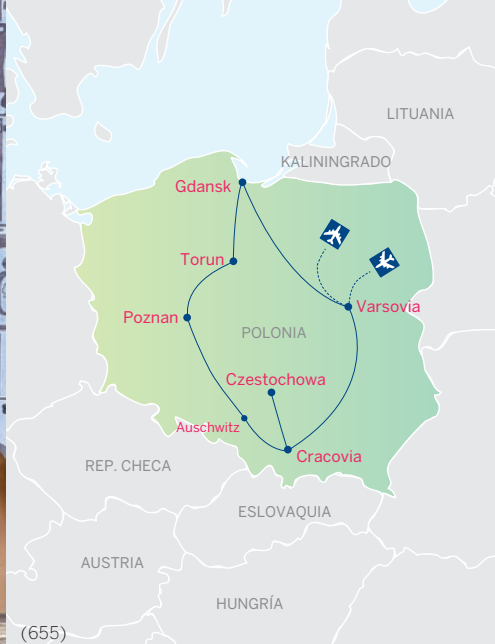 LITUANIA
KALININGRADO
Gdansk
Torun
Varsovia
Poznan
POLONIA
Czestochowa
Auschwitz
Cracovia
REP. CHECA
ESLOVAQUIA
AUSTRIA
HUNGRÍA
(655)